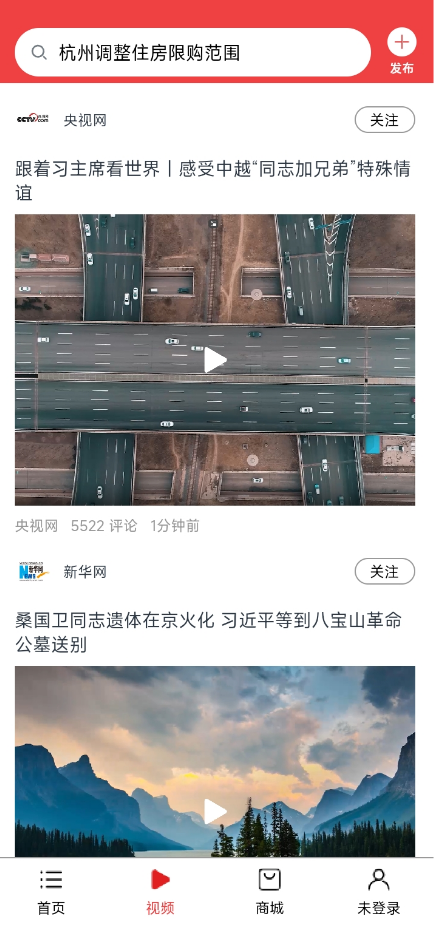 杭州调整住房限购范围
发布
CCTV.com
央视网
关注
跟着习主席看世界丨感受中越“同志加兄弟”特殊情
谊
央视网 5522 评论 1分钟前
新华网
关注
桑国卫同志遗体在京火化 习近平等到八宝山革命
公墓送别
首页
视频
商城
未登录